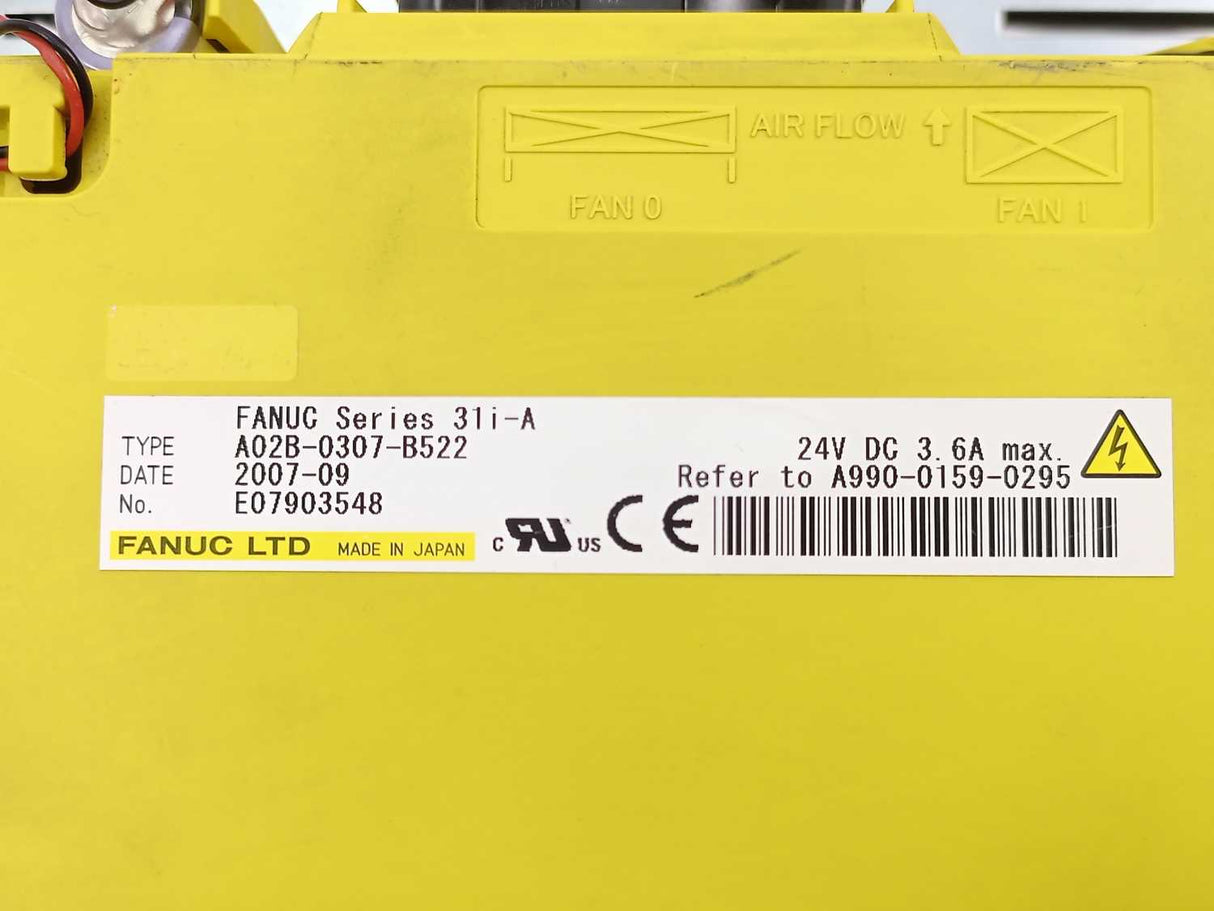 AIR FLOW
FAN 0
FAN 1
FANUC Series 31i-A
TYPE A02B-0307-B522
24V DC 3.6A max.
DATE 2007-09
Refer to A990-0159-0295
No. E07903548
FANUC LTD MADE IN JAPAN
c RU US CE